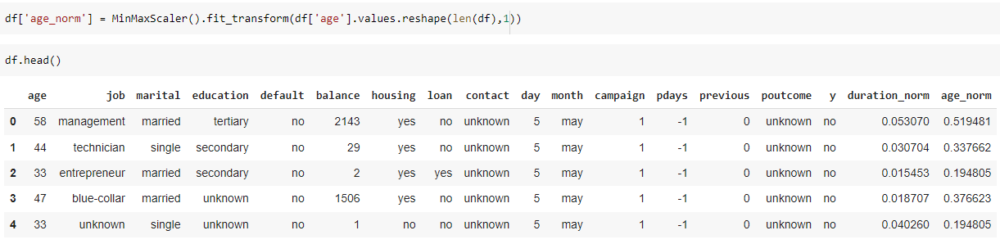 df['age_norm'] = MinMaxScaler().fit_transform(df['age'].values.reshape(len(df),1))
df.head()
age job marital education default balance housing loan contact day month campaign pdays previous poutcome y duration_norm age_norm
0 58 management married tertiary no 2143 yes no unknown 5 may 1 -1 0 unknown no 0.053070 0.519481
1 44 technician single secondary no 29 yes no unknown 5 may 1 -1 0 unknown no 0.030704 0.337662
2 33 entrepreneur married secondary no 2 yes yes unknown 5 may 1 -1 0 unknown no 0.015453 0.194805
3 47 blue-collar married unknown no 1506 yes no unknown 5 may 1 -1 0 unknown no 0.018707 0.376623
4 33 unknown single unknown no 1 no no unknown 5 may 1 -1 0 unknown no 0.040260 0.194805